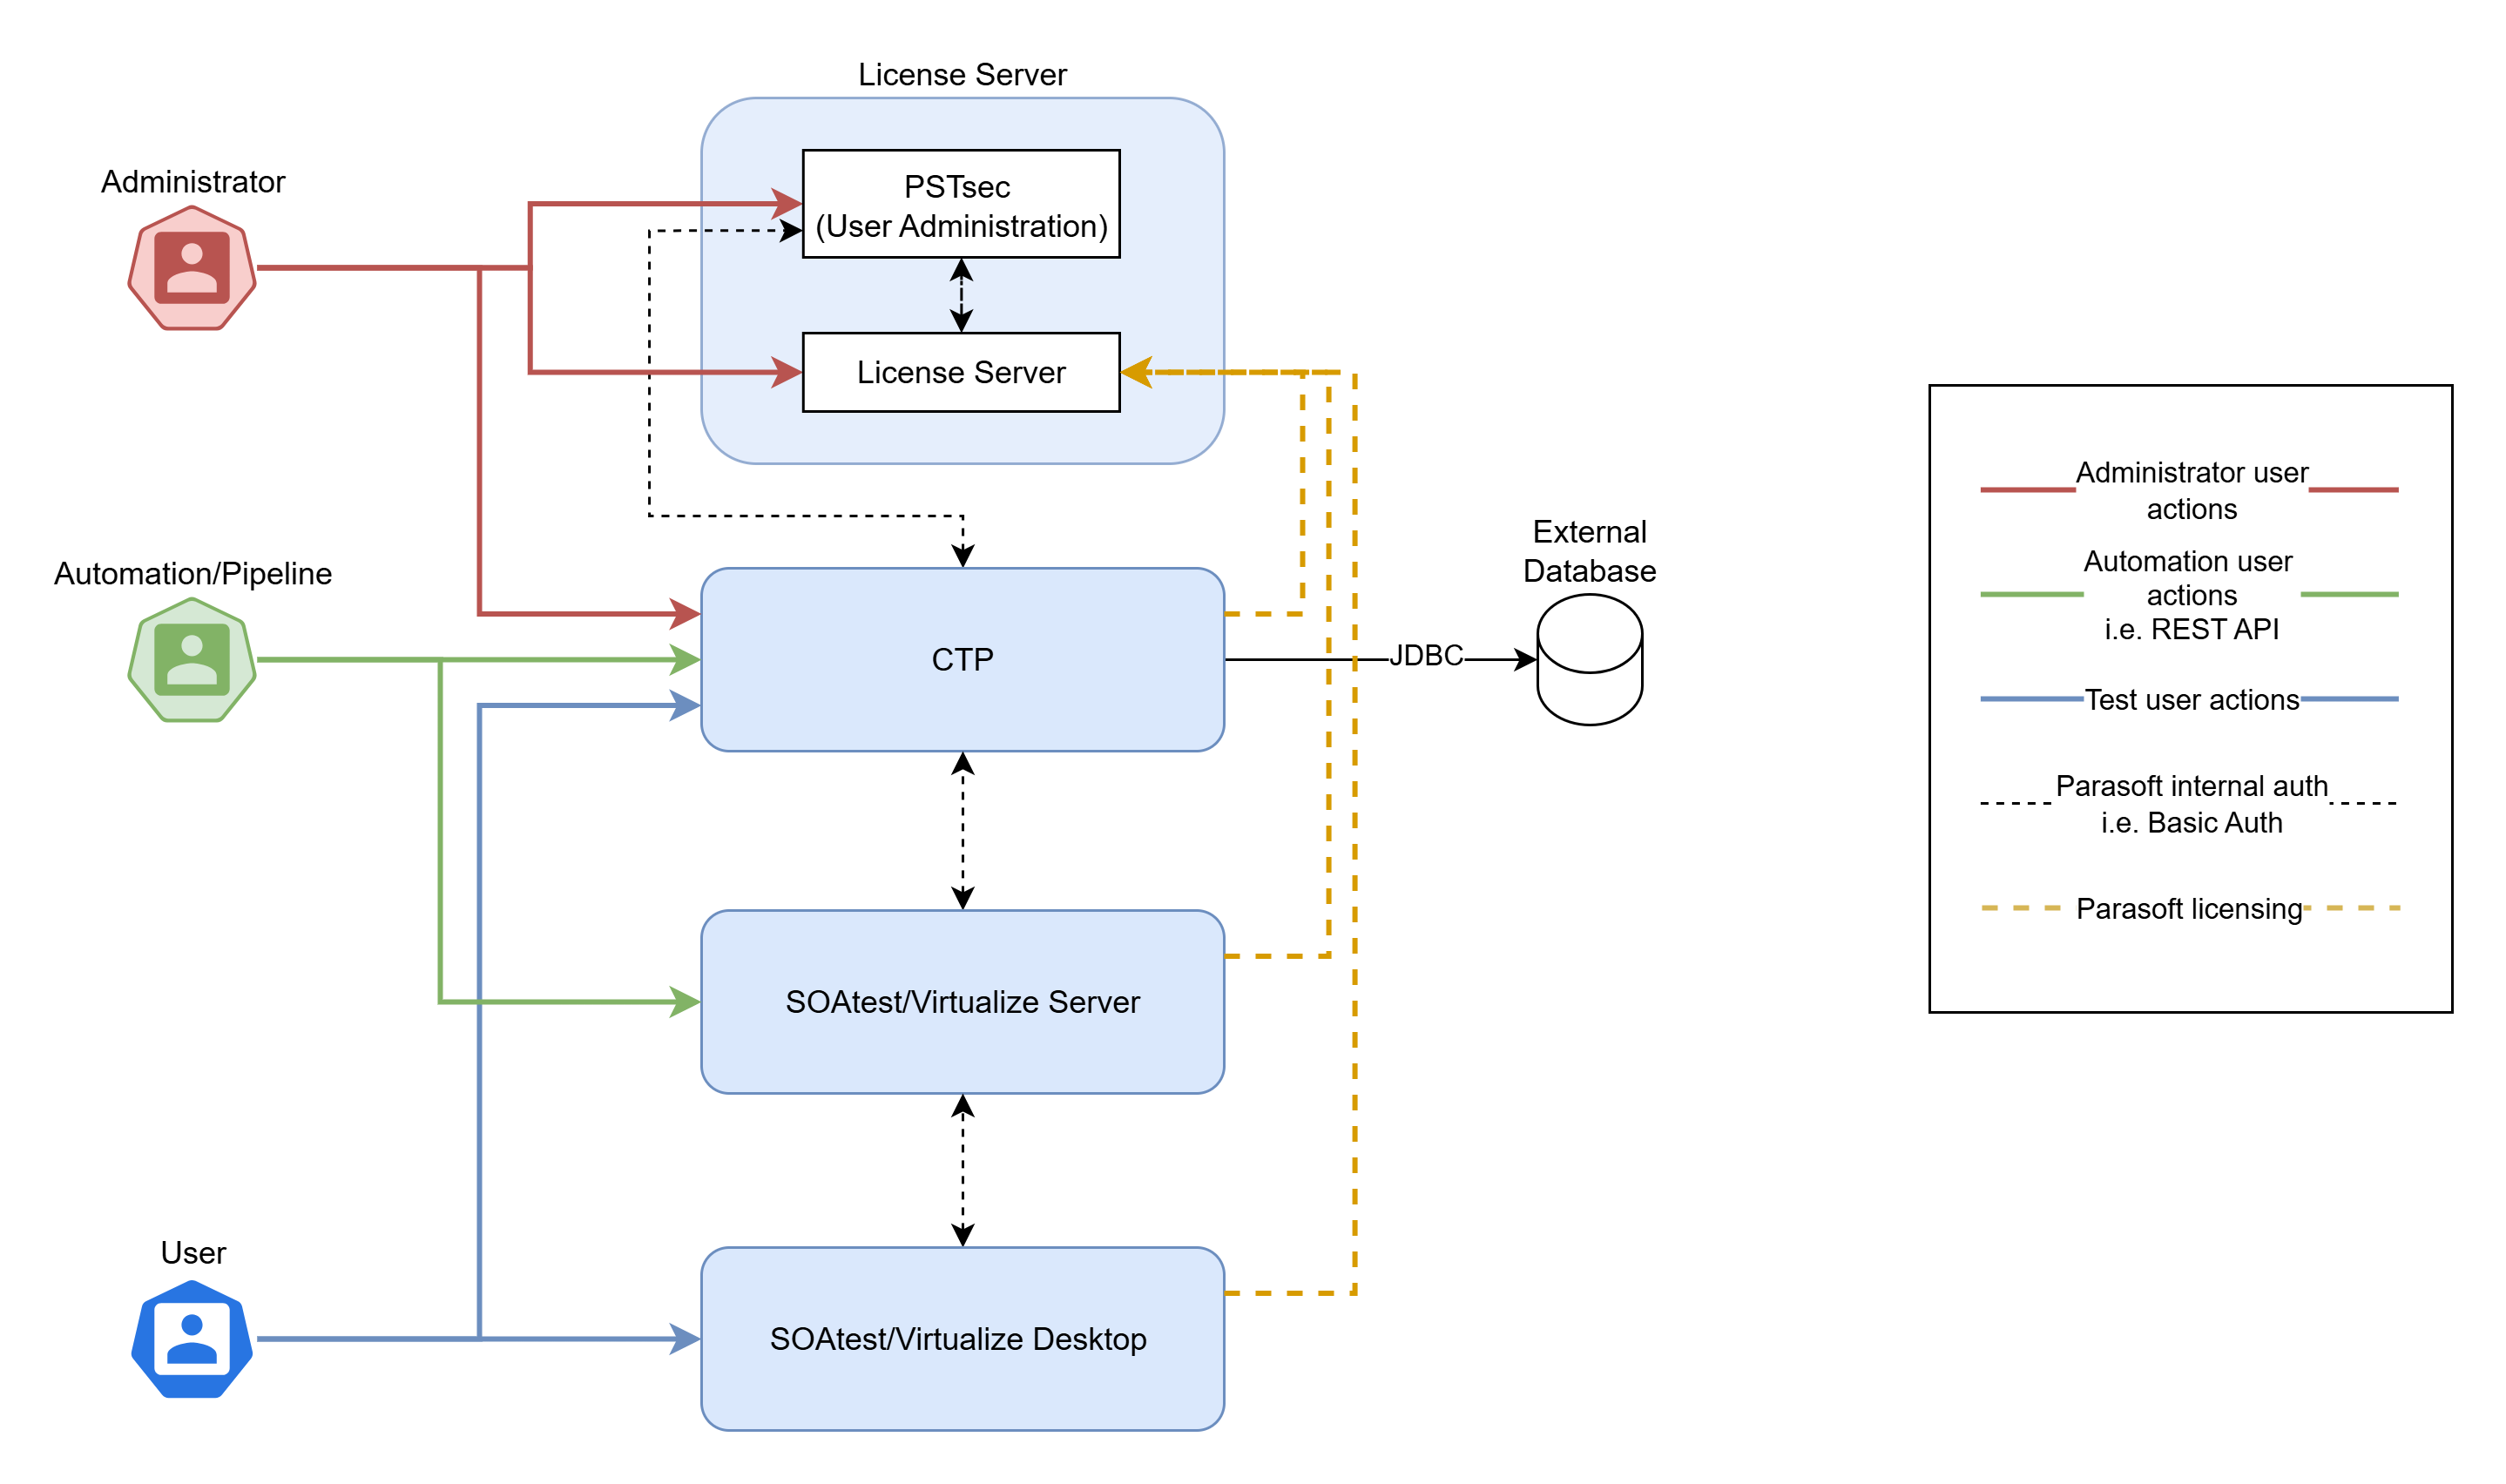 License Server
Administrator
PSTsec
(User Administration)
License Server
Automation/Pipeline
CTP
JDBC
External
Database
SOAtest/Virtualize Server
User
SOAtest/Virtualize Desktop
Administrator user
actions
Automation user
actions
i.e. REST API
Test user actions
Parasoft internal auth
i.e. Basic Auth
Parasoft licensing